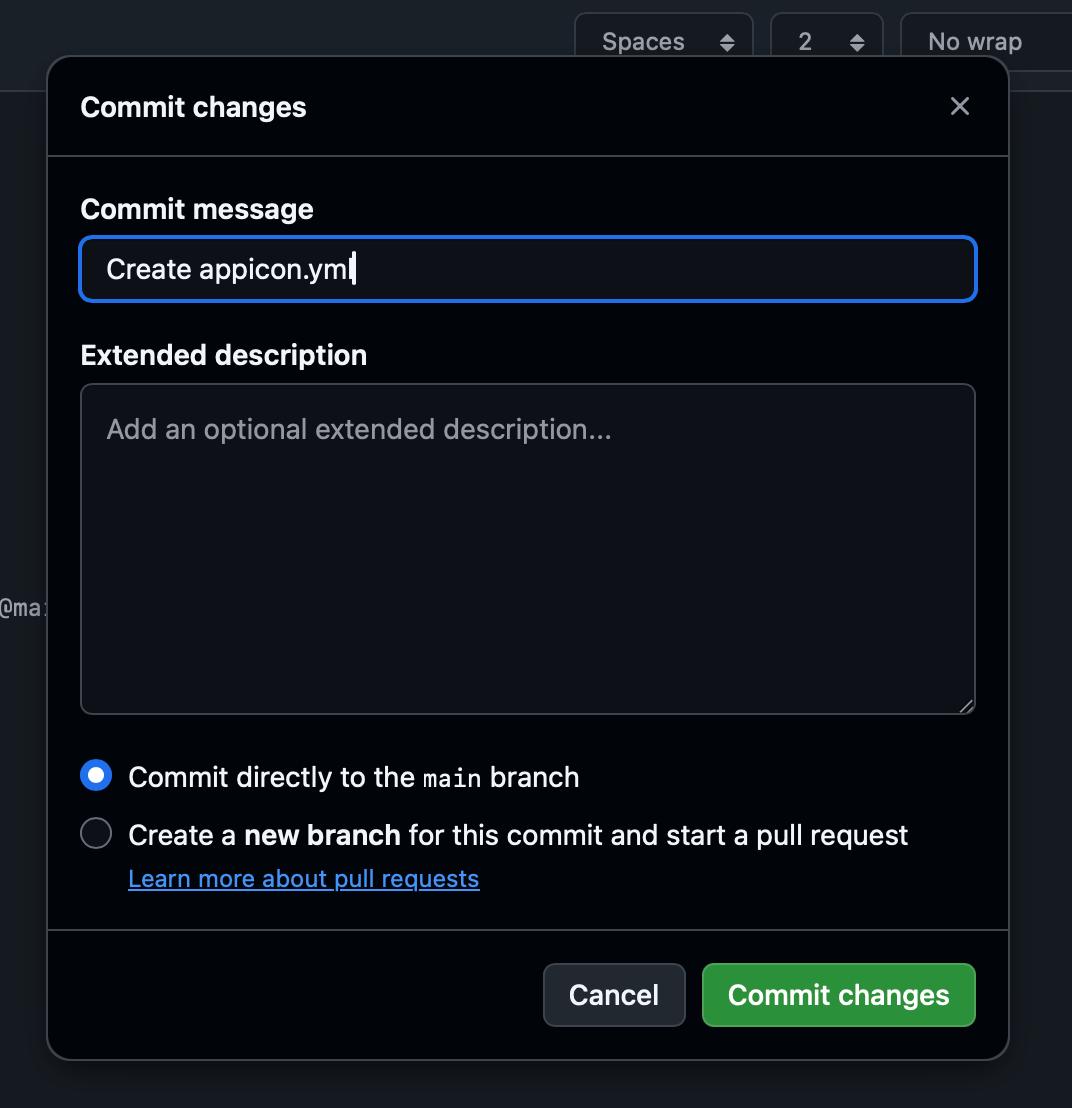 Spaces 2 No wrap
Commit changes
Commit message
Create appicon.yml
Extended description
Add an optional extended description...
@mai
Commit directly to the main branch
Create a new branch for this commit and start a pull request
Learn more about pull requests
Cancel Commit changes